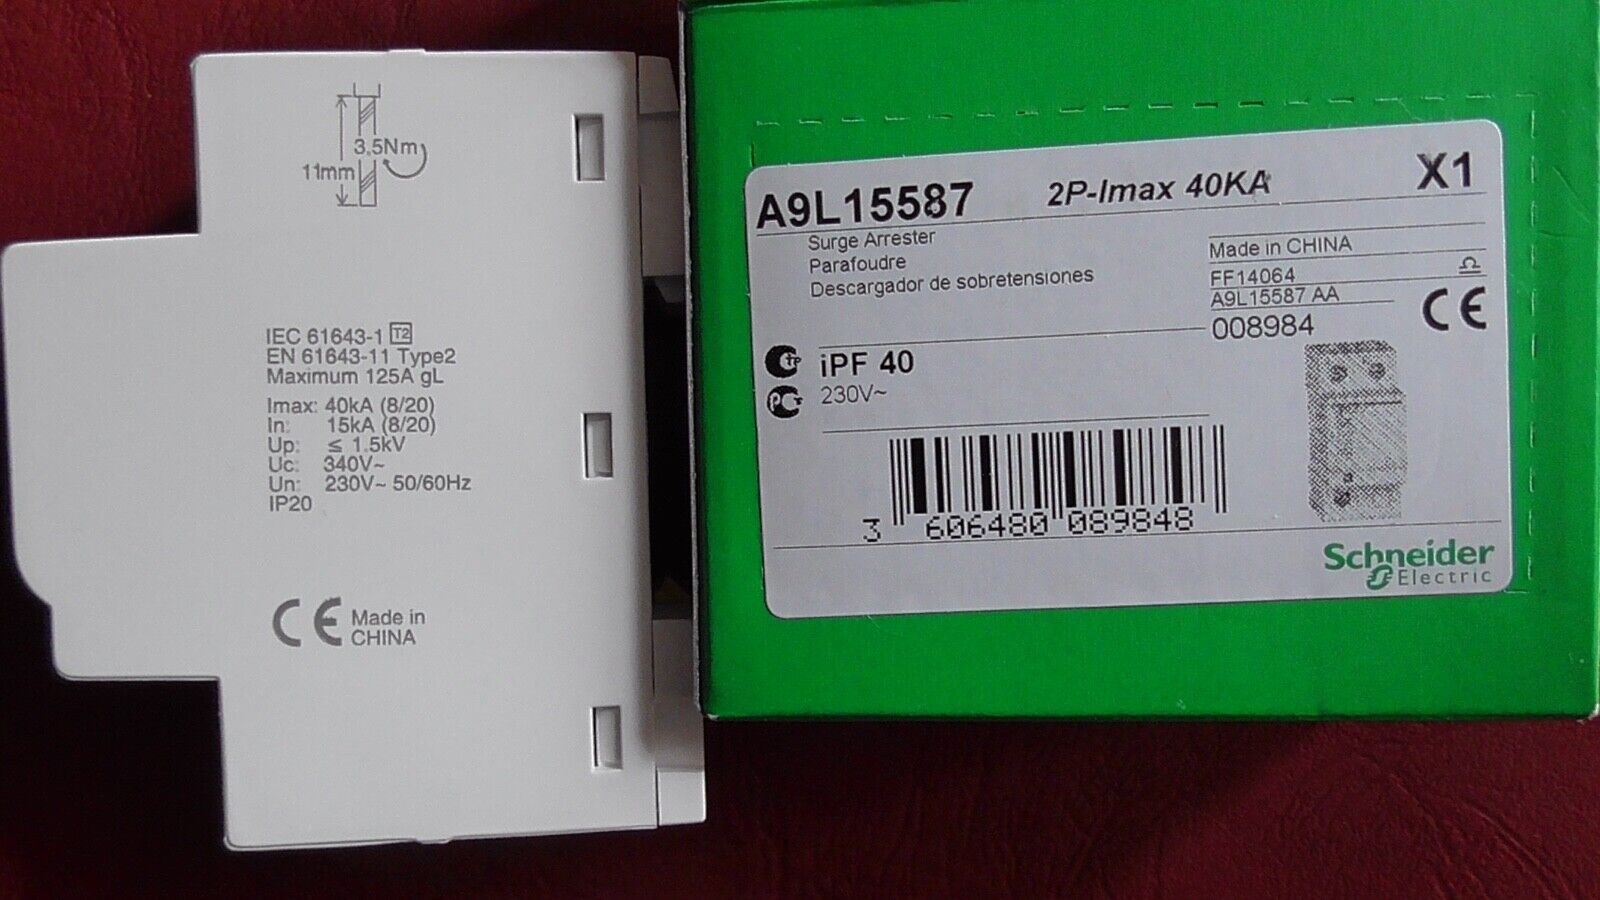 3.5Nm
11mm
IEC 61643-1 T2
EN 61643-11 Type2
Maximum 125A gL
Imax: 40kA (8/20)
In: 15kA (8/20)
Up: ≤ 1.5kV
Uc: 340V~
Un: 230V~ 50/60Hz
IP20
CE Made in
CHINA
A9L15587 2P-Imax 40KA X1
Surge Arrester
Parafoudre
Descargador de sobretensiones
Made in CHINA
FF14064
A9L15587 AA
008984
CE
iPF 40
230V~
3 606480 089848
Schneider
Electric